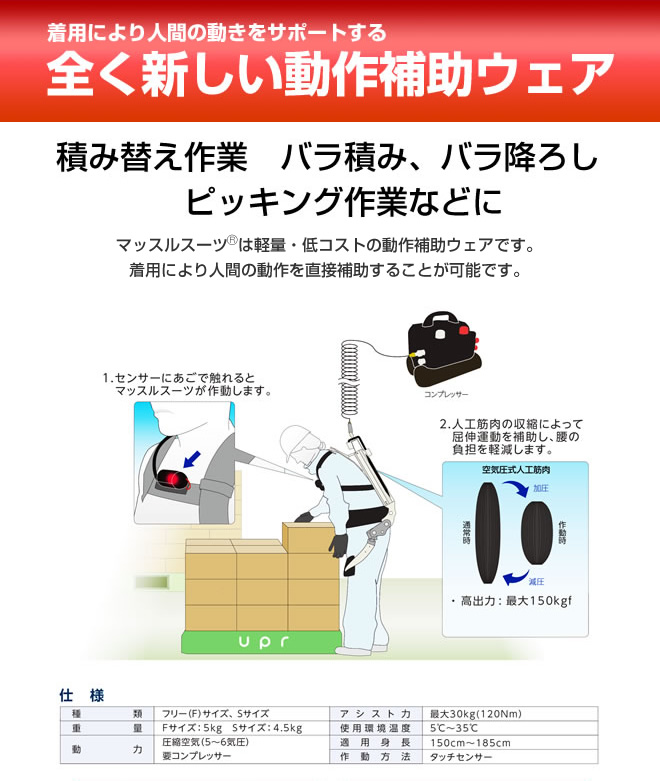 着用により人間の動きをサポートする
全く新しい動作補助ウェア
積み替え作業　バラ積み、バラ降ろし
ピッキング作業などに
マッスルスーツ®は軽量・低コストの動作補助ウェアです。
着用により人間の動作を直接補助することが可能です。
コンプレッサー
1.センサーにあごで触れると
マッスルスーツが作動します。
2.人工筋肉の収縮によって
屈伸運動を補助し、腰の
負担を軽減します。
空気圧式人工筋肉
加圧
通常時
作動時
減圧
・高出力：最大150kgf
upr
仕 様
種 類 フリー(F)サイズ、Sサイズ アシスト力 最大30kg(120Nm)
重 量 Fサイズ：5kg Sサイズ：4.5kg 使用環境温度 5℃～35℃
動 力 圧縮空気(5～6気圧) 適用身長 150cm～185cm
要コンプレッサー 作動方法 タッチセンサー